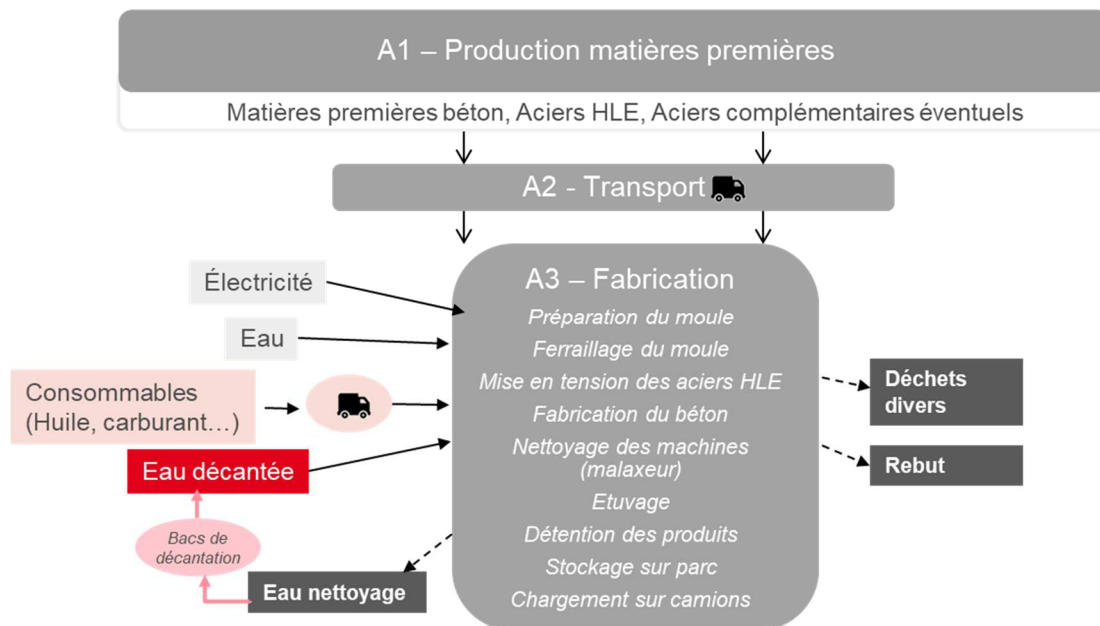 A1 – Production matières premières
Matières premières béton, Aciers HLE, Aciers complémentaires éventuels
A2 - Transport
Électricité
Eau
Consommables
(Huile, carburant…)
Eau décantée
Bacs de
décantation
Eau nettoyage
A3 – Fabrication
Préparation du moule
Ferraillage du moule
Mise en tension des aciers HLE
Fabrication du béton
Nettoyage des machines
(malaxeur)
Etuvage
Détention des produits
Stockage sur parc
Chargement sur camions
Déchets
divers
Rebut